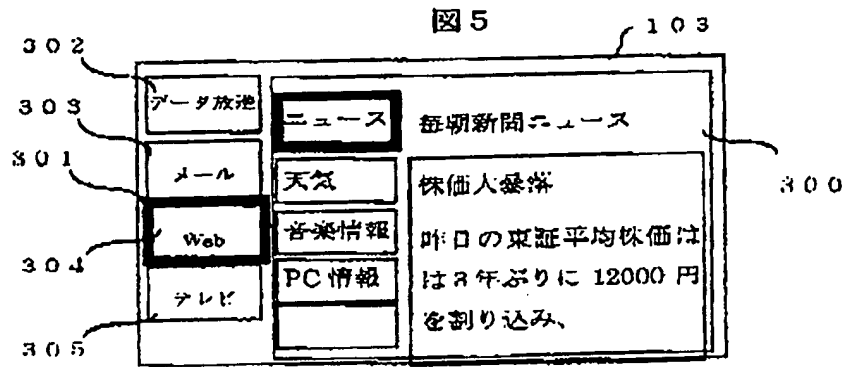 図5
103
302
303
301
304
305
300
データ放送
メール
Web
テレビ
ニュース
天気
音楽情報
PC 情報
毎朝新聞ニュース
株価大暴落
昨日の東証平均株価は
は3年ぶりに 12000 円
を割り込み、